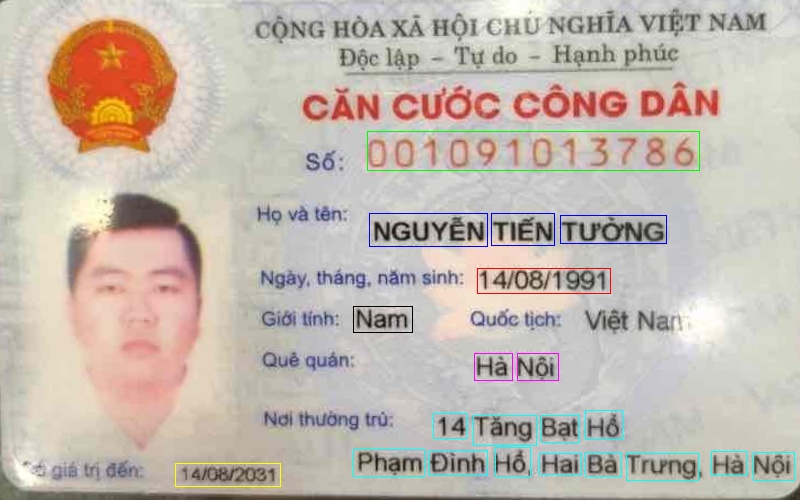 CỘNG HÒA XÃ HỘI CHỦ NGHĨA VIỆT NAM
Độc lập - Tự do - Hạnh phúc
CĂN CƯỚC CÔNG DÂN
Số: 001091013786
Họ và tên: NGUYỄN TIẾN TƯỜNG
Ngày, tháng, năm sinh: 14/08/1991
Giới tính: Nam Quốc tịch: Việt Nam
Quê quán: Hà Nội
Nơi thường trú: 14 Tăng Bạt Hổ
Phạm Đình Hổ, Hai Bà Trưng, Hà Nội
Có giá trị đến: 14/08/2031